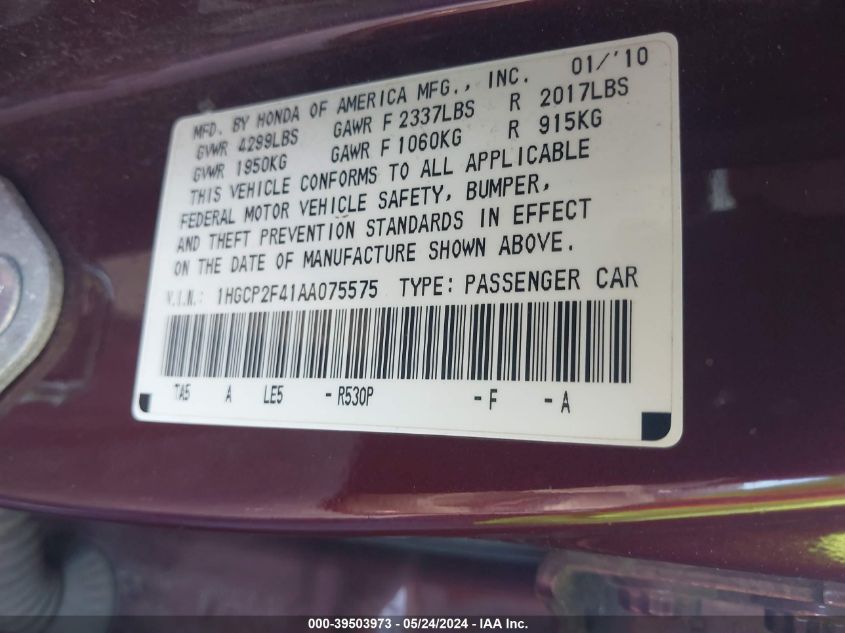 MFD. BY HONDA OF AMERICA MFG., INC. 01/'10
GVWR 4299LBS GAWR F 2337LBS R 2017LBS
GVWR 1950KG GAWR F 1060KG R 915KG
THIS VEHICLE CONFORMS TO ALL APPLICABLE
FEDERAL MOTOR VEHICLE SAFETY, BUMPER,
AND THEFT PREVENTION STANDARDS IN EFFECT
ON THE DATE OF MANUFACTURE SHOWN ABOVE.
V.I.N.: 1HGCP2F41AA075575 TYPE: PASSENGER CAR
TA5 A LE5 -R530P -F -A
000-39503973 - 05/24/2024 - IAA Inc.